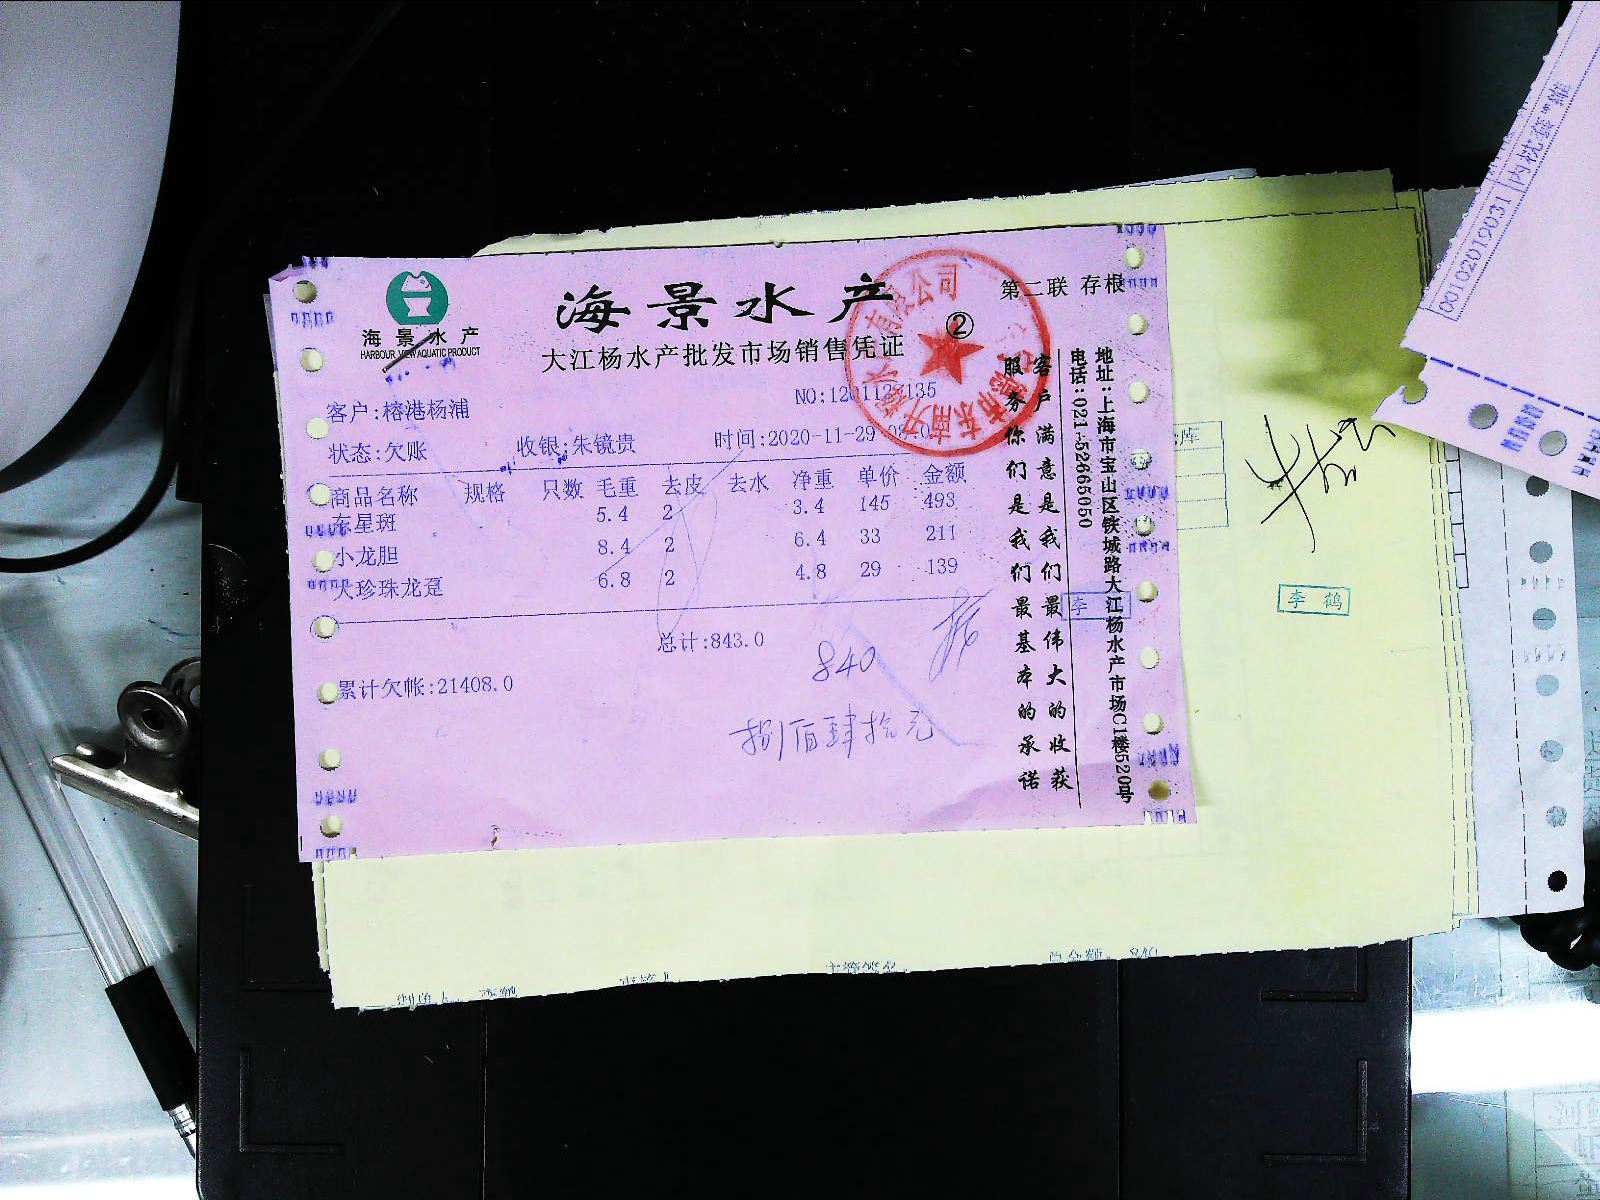 海景水产
HARBOUR VIEW AQUATIC PRODUCT
海景水产
大江杨水产批发市场销售凭证
第二联 存根
②
有限公司
NO:1201127135
客户:榕港杨浦
状态:欠账 收银:朱镜贵 时间:2020-11-29
商品名称 规格 只数 毛重 去皮 去水 净重 单价 金额
东星斑 5.4 2 3.4 145 493
小龙胆 8.4 2 6.4 33 211
大珍珠龙趸 6.8 2 4.8 29 139
总计:843.0
840
累计欠帐:21408.0
捌佰肆拾元
客户满意是我们最伟大的收获
服务你们是我们最基本的承诺
地址:上海市宝山区铁城路大江杨水产市场C1楼520号
电话:021-52665050
李
李鹤
库
00102019031